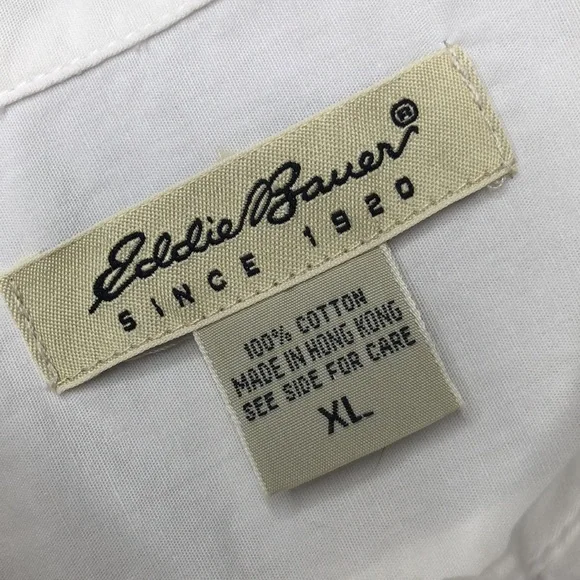 Eddie Bauer®
SINCE 1920
100% COTTON
MADE IN HONG KONG
SEE SIDE FOR CARE
XL